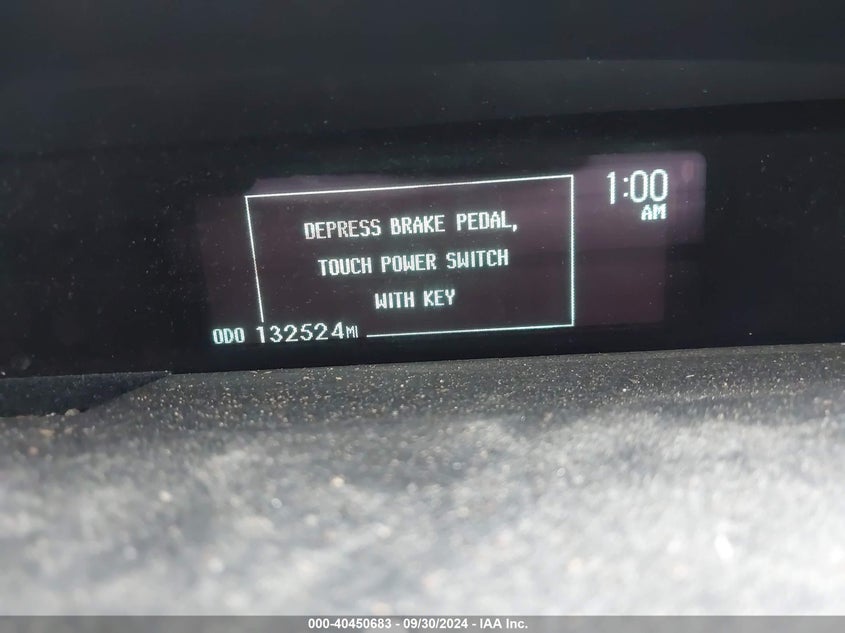 1:00
AM
DEPRESS BRAKE PEDAL,
TOUCH POWER SWITCH
WITH KEY
ODO 132524MI
000-40450683 - 09/30/2024 - IAA Inc.